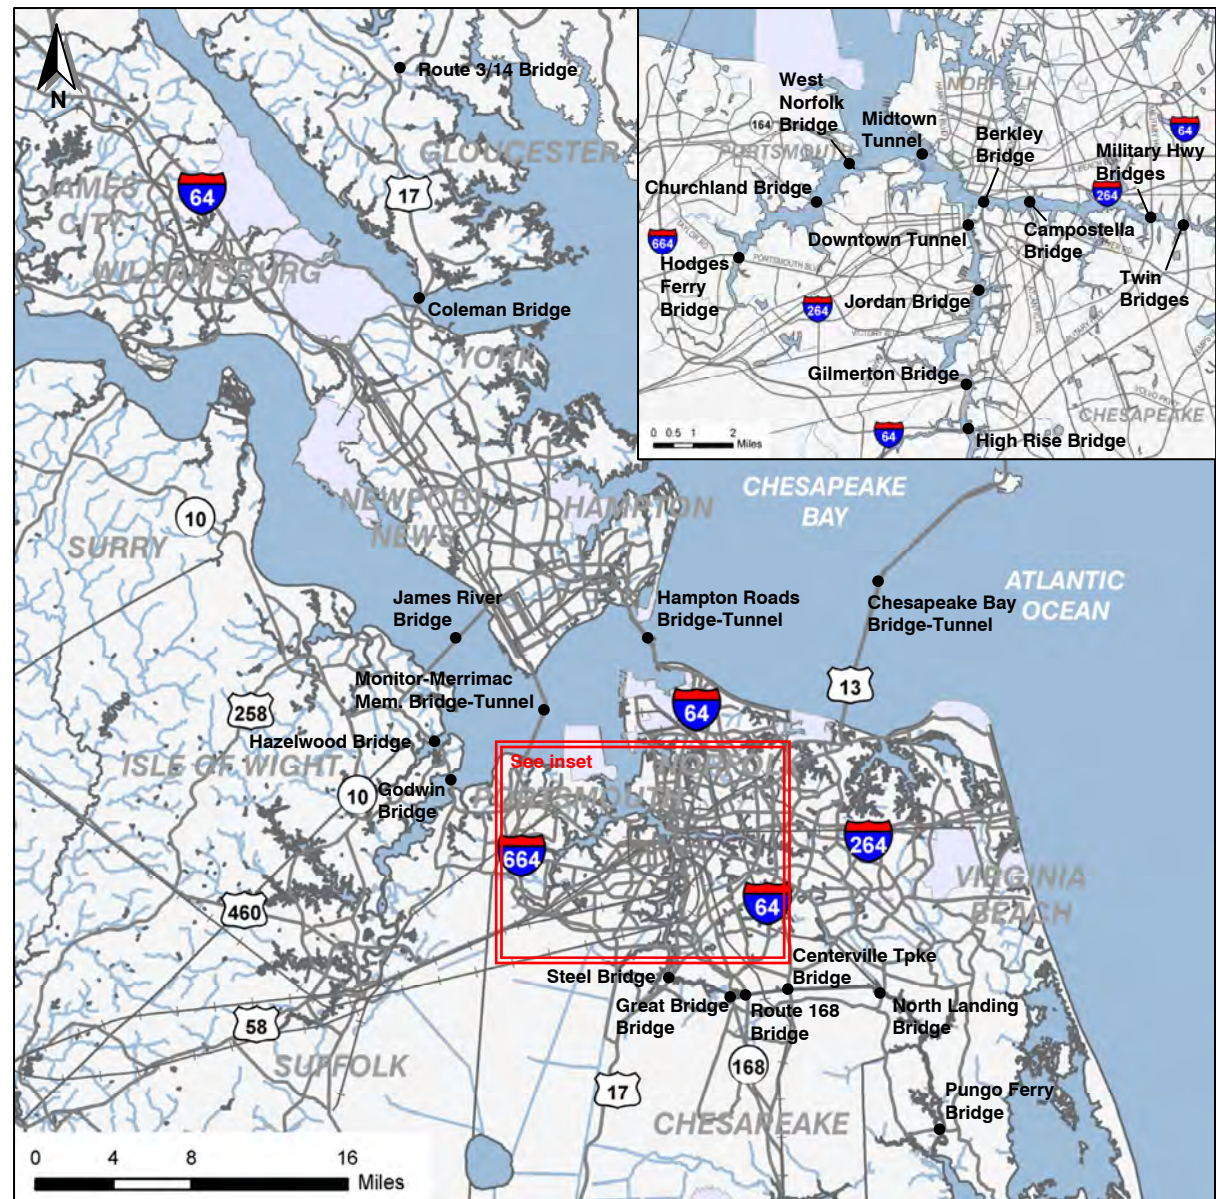 N
Route 3/14 Bridge
GLOUCESTER
JAMES
CITY
64
17
WILLIAMSBURG
Coleman Bridge
YORK
West
Norfolk
Bridge
NORFOLK
164
Midtown
Tunnel
PORTSMOUTH
Berkley
Bridge
64
Military Hwy
Bridges
Churchland Bridge
264
664
Downtown Tunnel
Campostella
Bridge
Hodges
Ferry
Bridge
PORTSMOUTH BLVD
Twin
Bridges
264
Jordan Bridge
Gilmerton Bridge
VOLVO PKWY
CHESAPEAKE
64
High Rise Bridge
0 0.5 1 2
Miles
CHESAPEAKE
BAY
NEWPORT
NEWS
HAMPTON
10
SURRY
ATLANTIC
OCEAN
James River
Bridge
Hampton Roads
Bridge-Tunnel
Chesapeake Bay
Bridge-Tunnel
Monitor-Merrimac
Mem. Bridge-Tunnel
13
64
258
Hazelwood Bridge
See inset
NORFOLK
ISLE OF WIGHT
10
Godwin
Bridge
PORTSMOUTH
664
264
64
VIRGINIA
BEACH
460
Centerville Tpke
Bridge
Steel Bridge
Great Bridge
Bridge
Route 168
Bridge
North Landing
Bridge
58
SUFFOLK
168
17
Pungo Ferry
Bridge
CHESAPEAKE
0 4 8 16
Miles